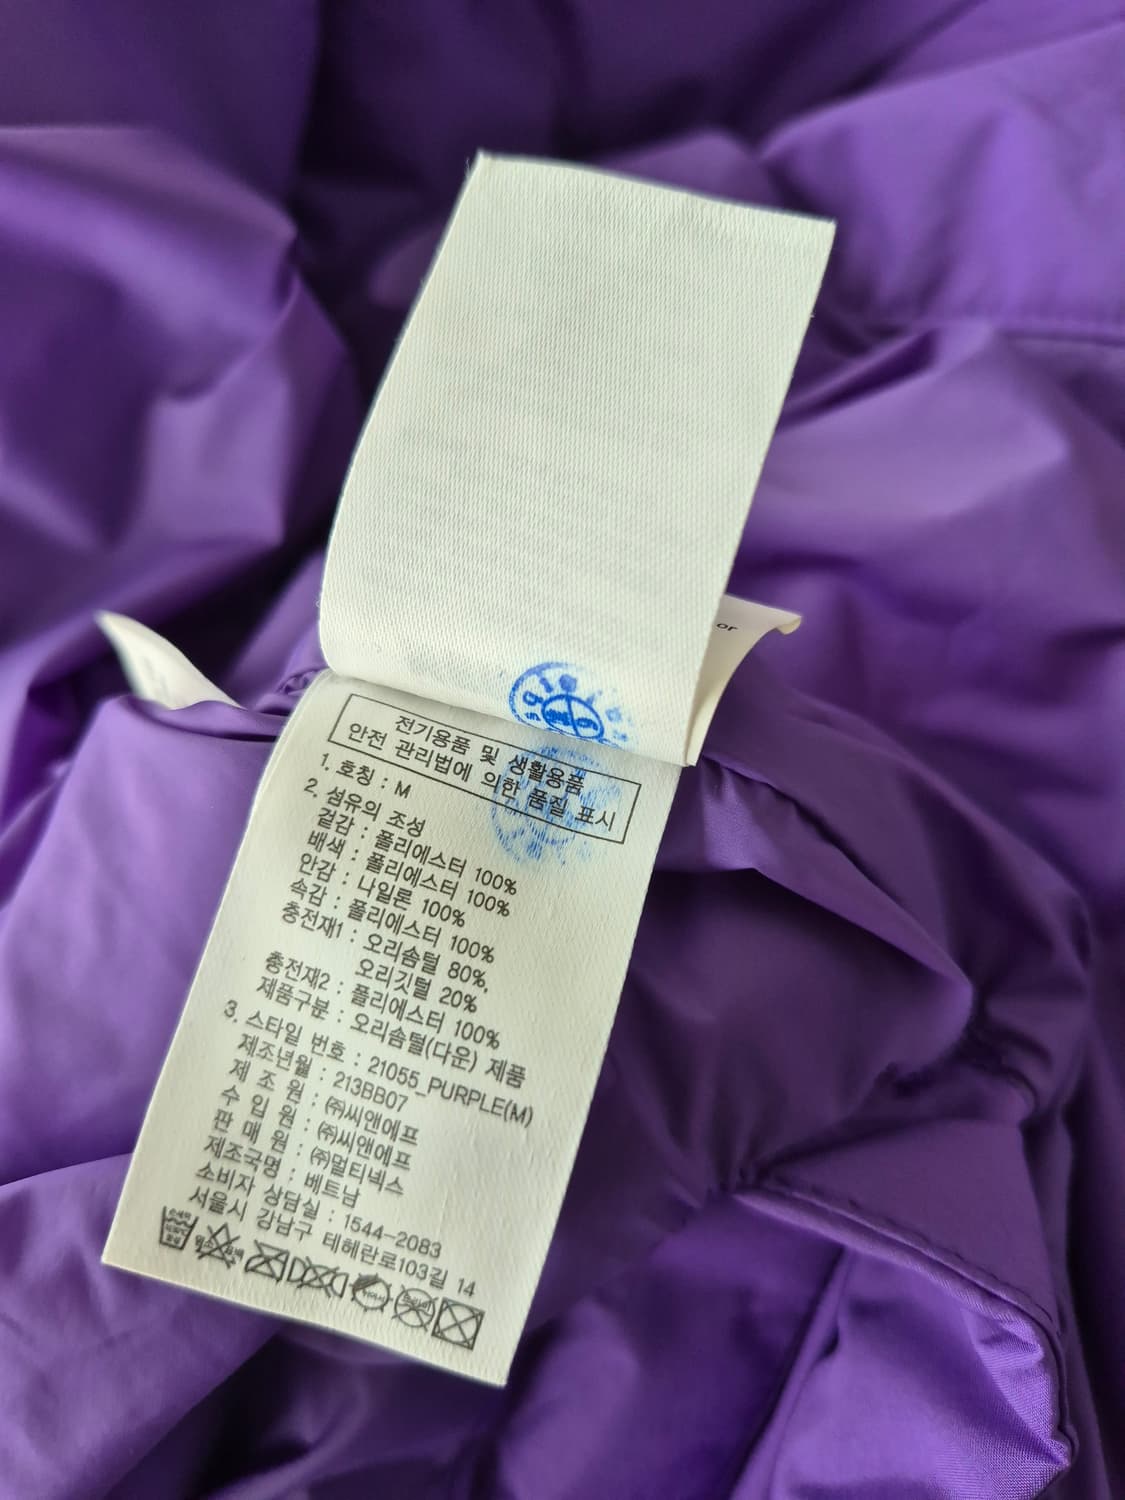 or
전기용품 및 생활용품
안전 관리법에 의한 품질 표시
1. 호칭 : M
2. 섬유의 조성
겉감 : 폴리에스터 100%
배색 : 폴리에스터 100%
안감 : 나일론 100%
속감 : 폴리에스터 100%
충전재1 : 오리솜털 80%,
오리깃털 20%
충전재2 : 폴리에스터 100%
제품구분 : 오리솜털(다운) 제품
3. 스타일 번호 : 21055_PURPLE(M)
제조년월 : 213BB07
제 조 원 : ㈜씨앤에프
수 입 원 : ㈜씨앤에프
판 매 원 : ㈜멀티넥스
제조국명 : 베트남
소비자 상담실 : 1544-2083
서울시 강남구 테헤란로103길 14